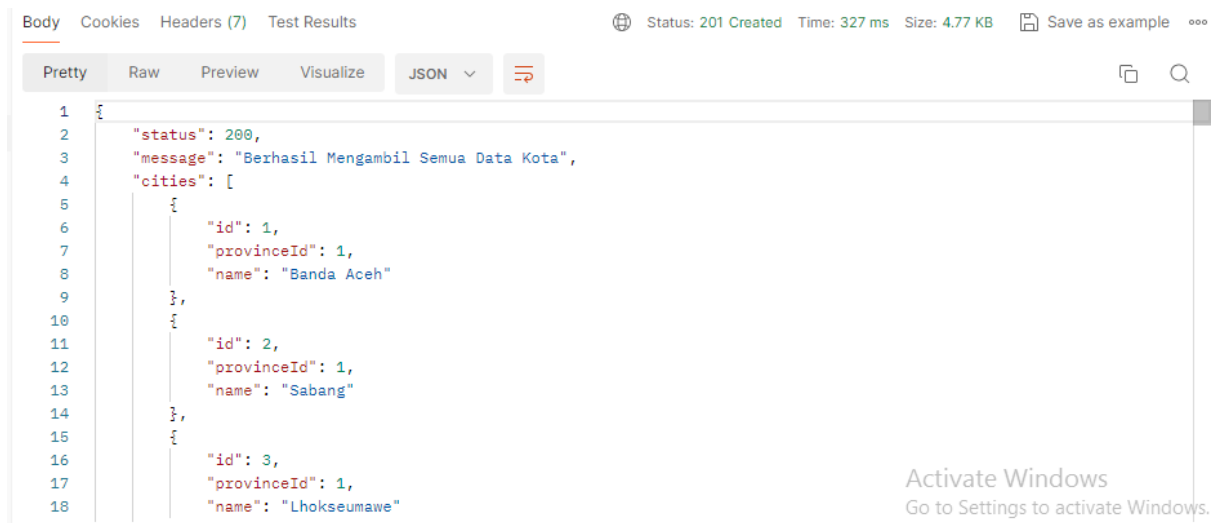 Body Cookies Headers (7) Test Results Status: 201 Created Time: 327 ms Size: 4.77 KB Save as example
Pretty Raw Preview Visualize JSON
1 {
2 "status": 200,
3 "message": "Berhasil Mengambil Semua Data Kota",
4 "cities": [
5 {
6 "id": 1,
7 "provinceId": 1,
8 "name": "Banda Aceh"
9 },
10 {
11 "id": 2,
12 "provinceId": 1,
13 "name": "Sabang"
14 },
15 {
16 "id": 3,
17 "provinceId": 1,
18 "name": "Lhokseumawe"
Activate Windows
Go to Settings to activate Windows.